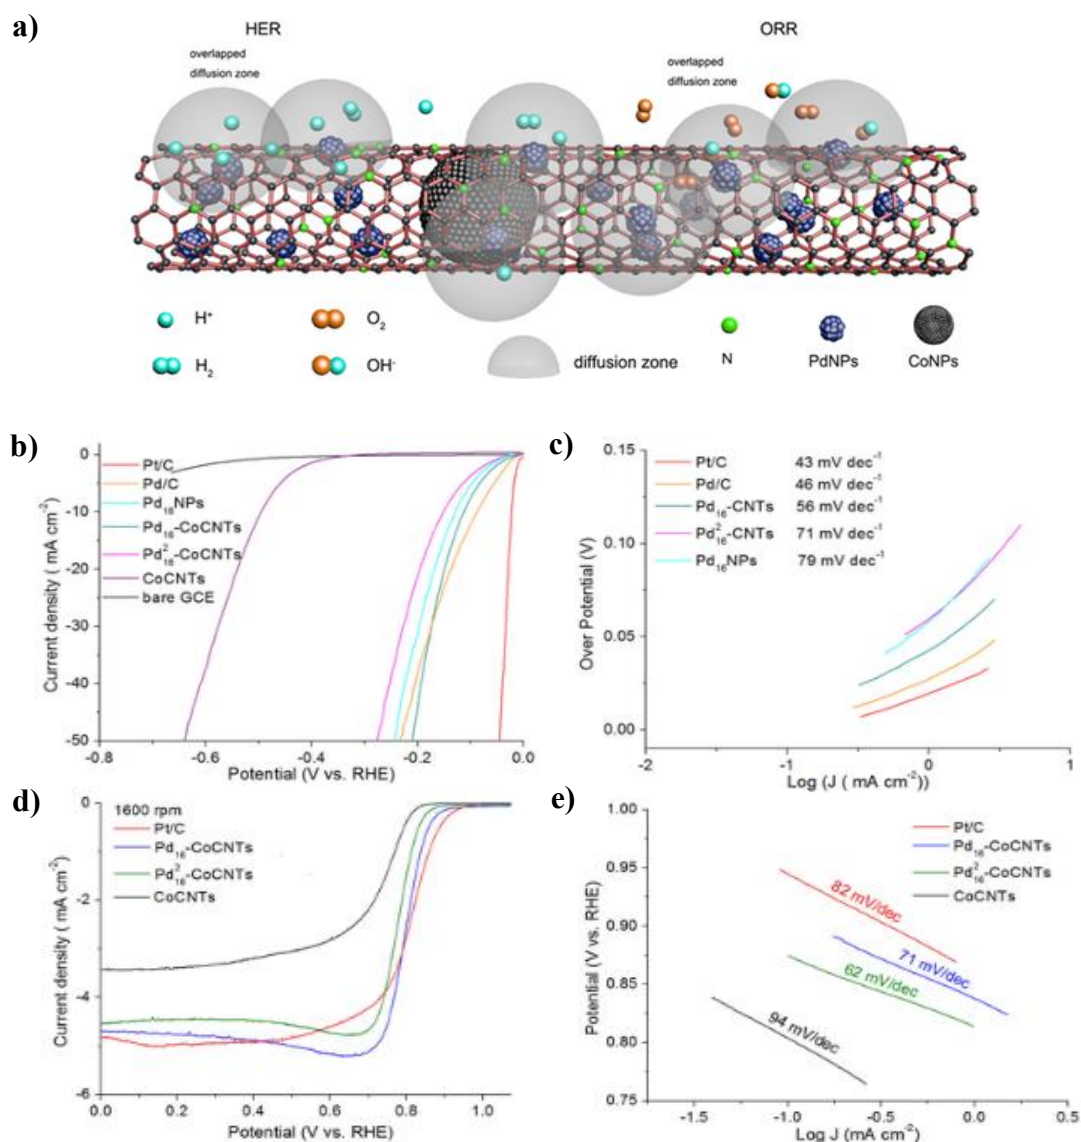 a)
HER
ORR
overlapped
diffusion zone
overlapped
diffusion zone
H⁺
O₂
H₂
OH⁻
diffusion zone
N
PdNPs
CoNPs
b)
Pt/C
Pd/C
Pd₁₆NPs
Pd₁₆-CoCNTs
Pd²₁₆-CoCNTs
CoCNTs
bare GCE
0
-10
-20
-30
-40
-50
-0.8
-0.6
-0.4
-0.2
0.0
Current density ( mA cm⁻²)
Potential (V vs. RHE)
c)
Pt/C 43 mV dec⁻¹
Pd/C 46 mV dec⁻¹
Pd₁₆-CNTs 56 mV dec⁻¹
Pd²₁₆-CNTs 71 mV dec⁻¹
Pd₁₆NPs 79 mV dec⁻¹
0.15
0.10
0.05
0.00
-2
-1
0
1
Over Potential (V)
Log (J ( mA cm⁻²))
d)
1600 rpm
Pt/C
Pd₁₆-CoCNTs
Pd²₁₆-CoCNTs
CoCNTs
0
-2
-4
-6
0.0
0.2
0.4
0.6
0.8
1.0
Current density ( mA cm⁻²)
Potential (V vs. RHE)
e)
Pt/C
Pd₁₆-CoCNTs
Pd²₁₆-CoCNTs
CoCNTs
82 mV/dec
71 mV/dec
62 mV/dec
94 mV/dec
1.00
0.95
0.90
0.85
0.80
0.75
-1.5
-1.0
-0.5
0.0
Potential (V vs. RHE)
Log J (mA cm⁻²)